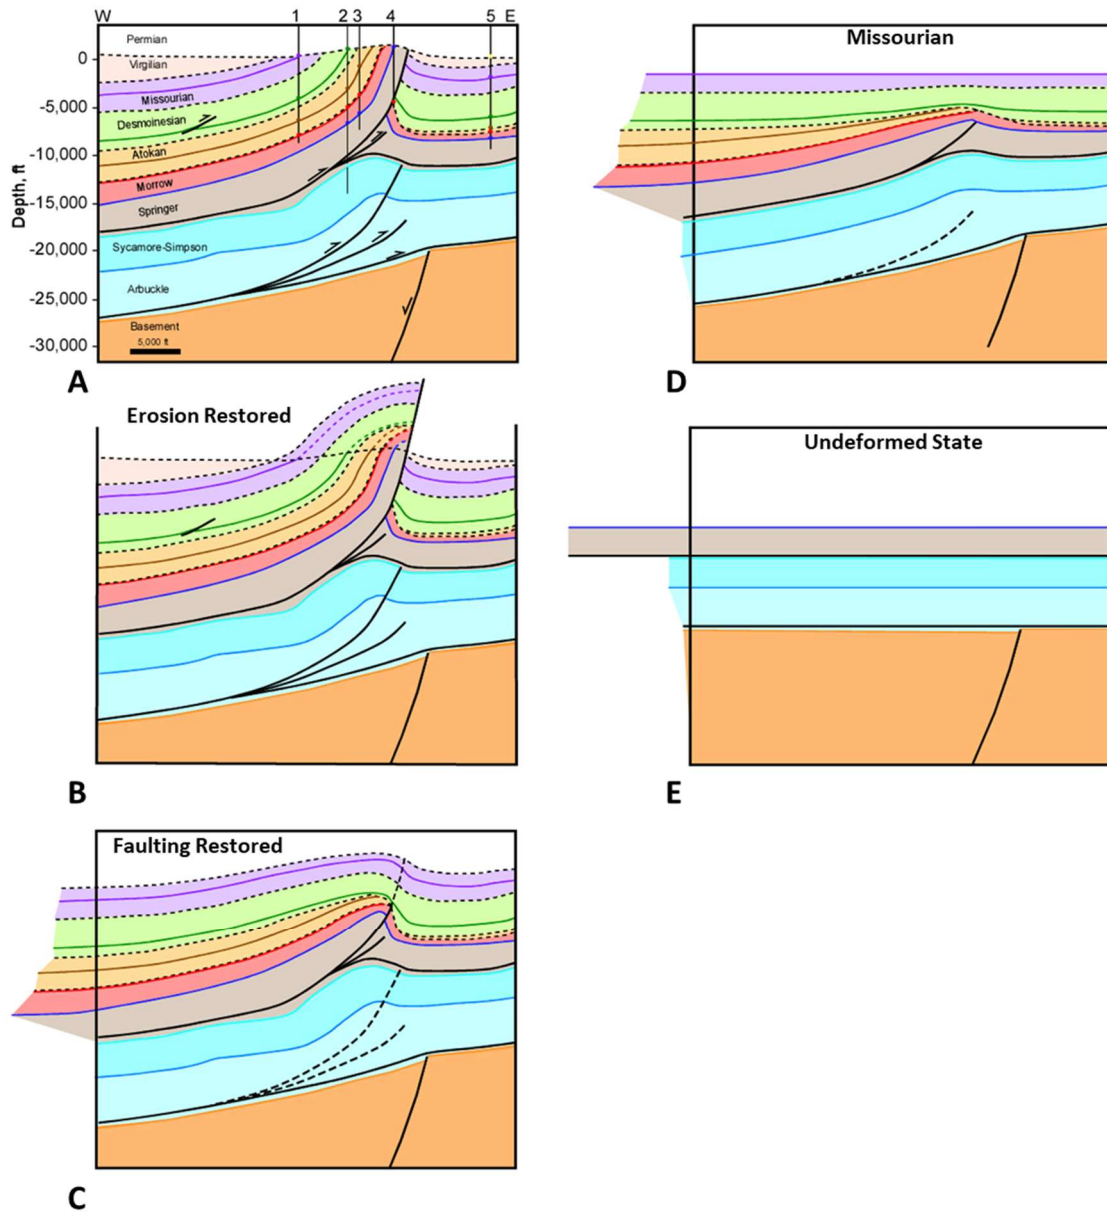 W 1 2 3 4 5 E
Permian
0
Virgilian
Missourian
-5,000
Desmoinesian
Atokan
-10,000
Morrow
-15,000
Springer
Sycamore-Simpson
-20,000
Arbuckle
-25,000
Basement
5,000 ft
-30,000
Depth, ft
A
Missourian
D
Erosion Restored
B
Undeformed State
E
Faulting Restored
C